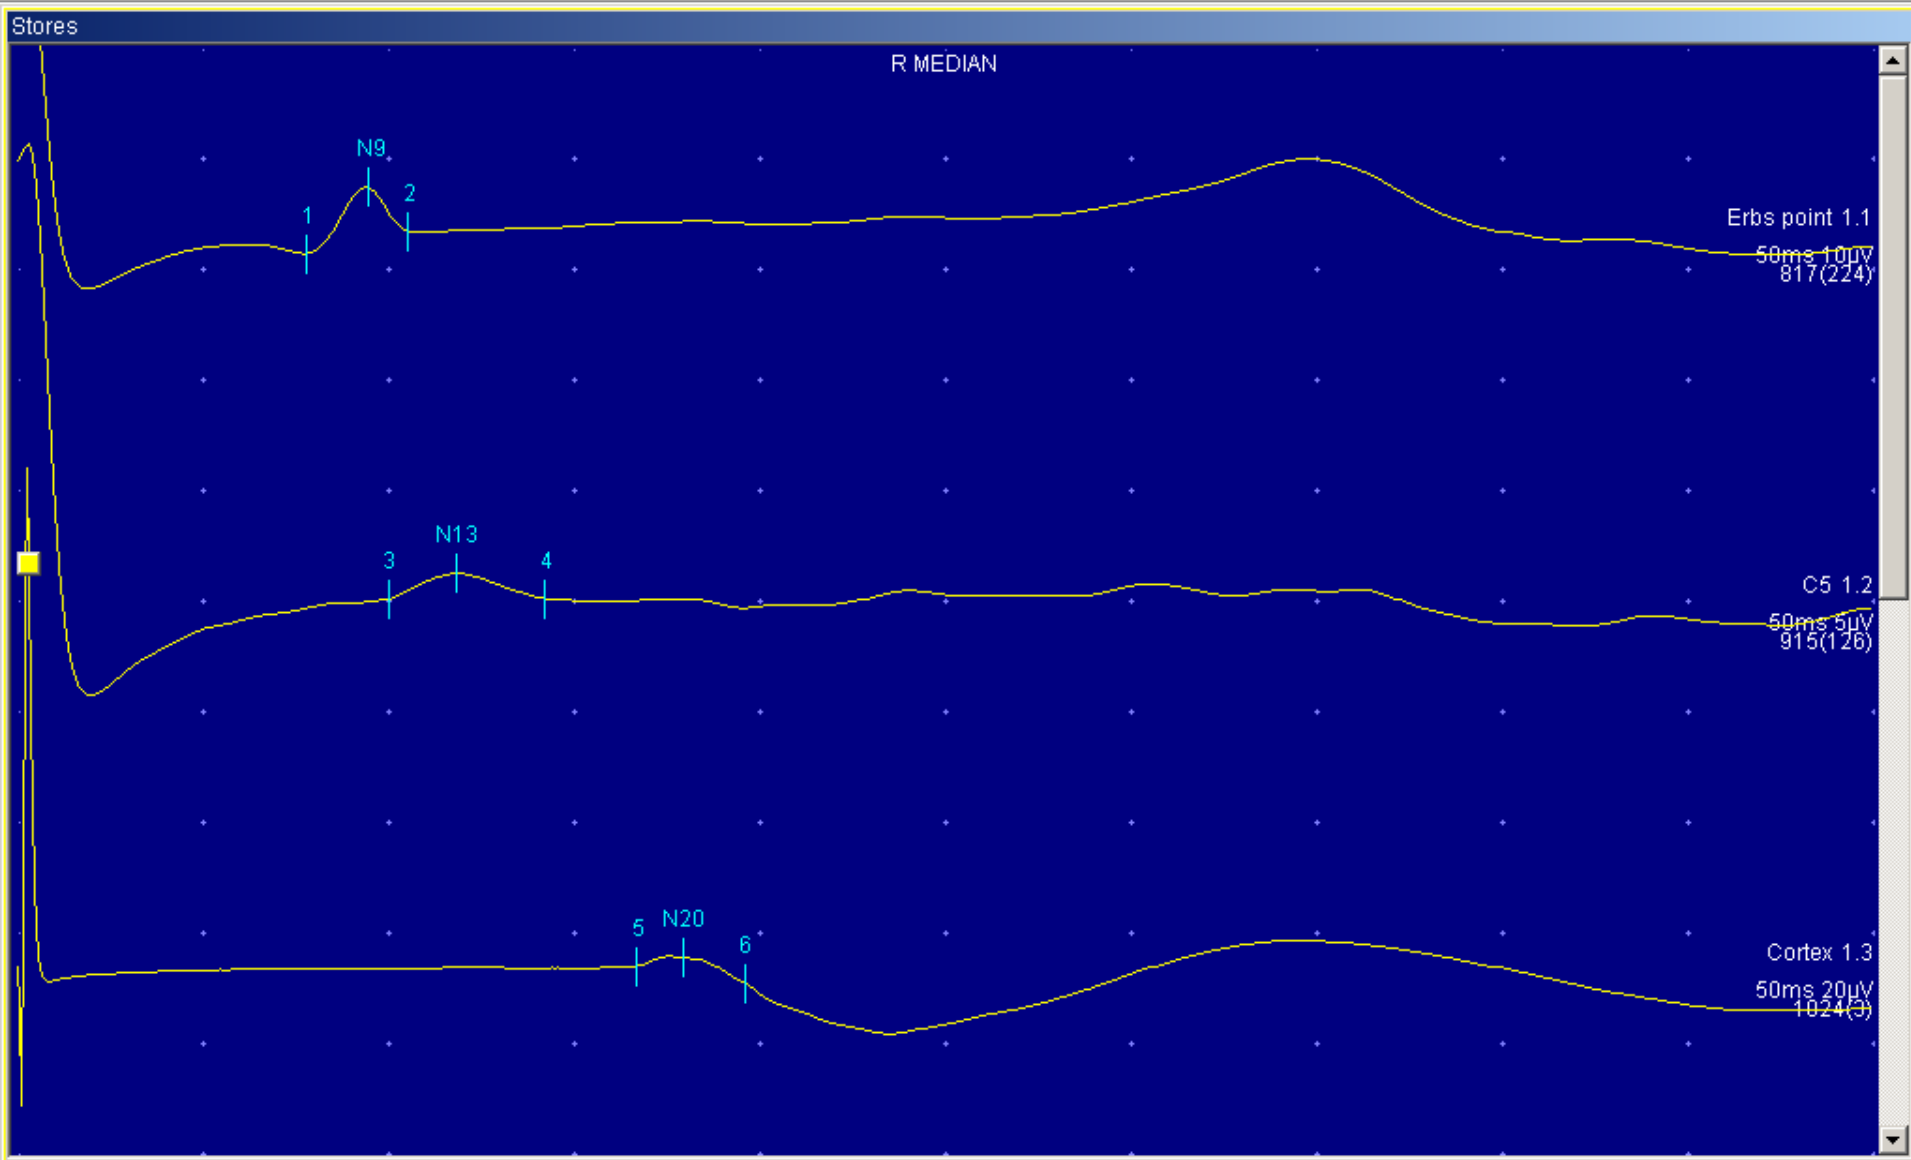 Stores
R MEDIAN
N9
1
2
Erbs point 1.1
50ms 10µV
817(224)
N13
3
4
C5 1.2
50ms 5µV
915(126)
5
N20
6
Cortex 1.3
50ms 20µV
1024(3)